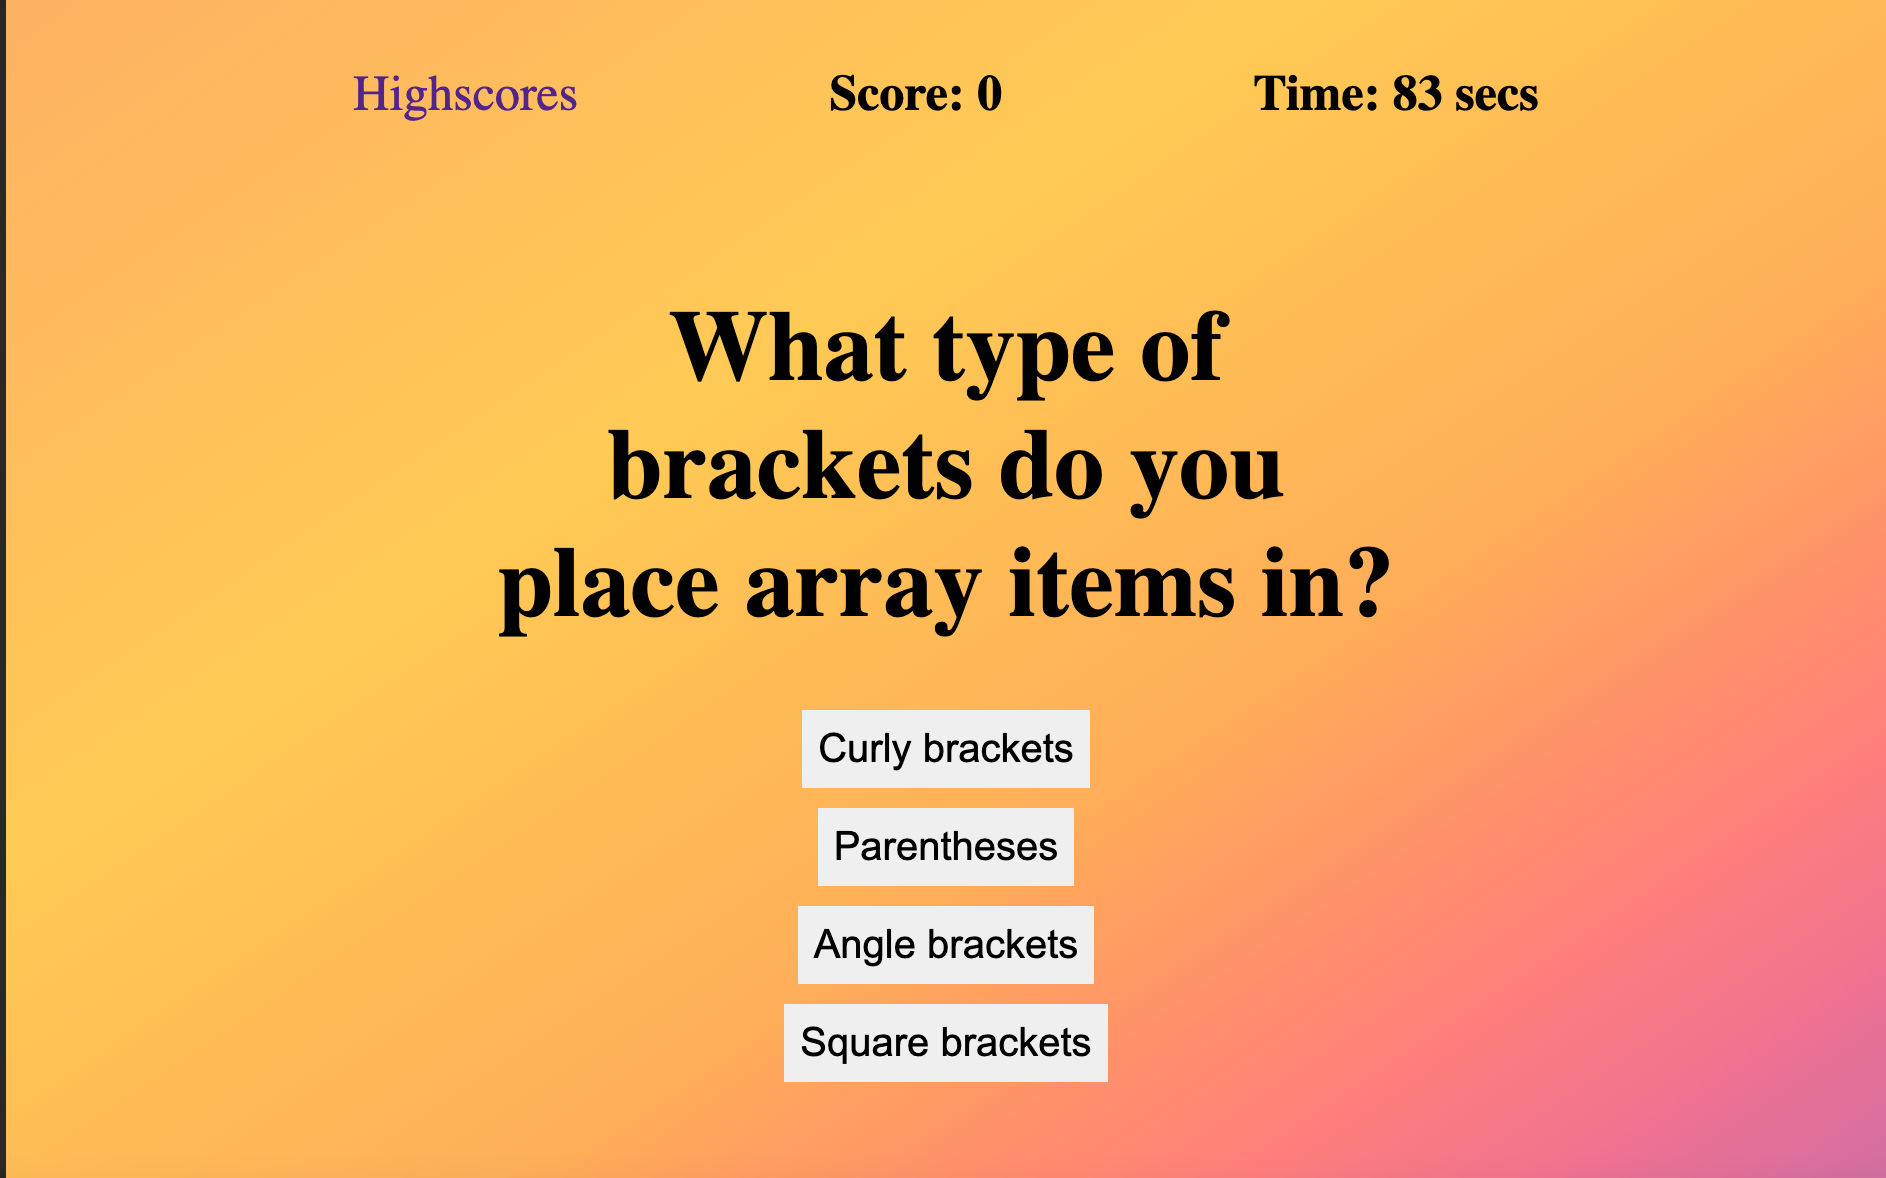 Highscores
Score: 0
Time: 83 secs
What type of
brackets do you
place array items in?
Curly brackets
Parentheses
Angle brackets
Square brackets